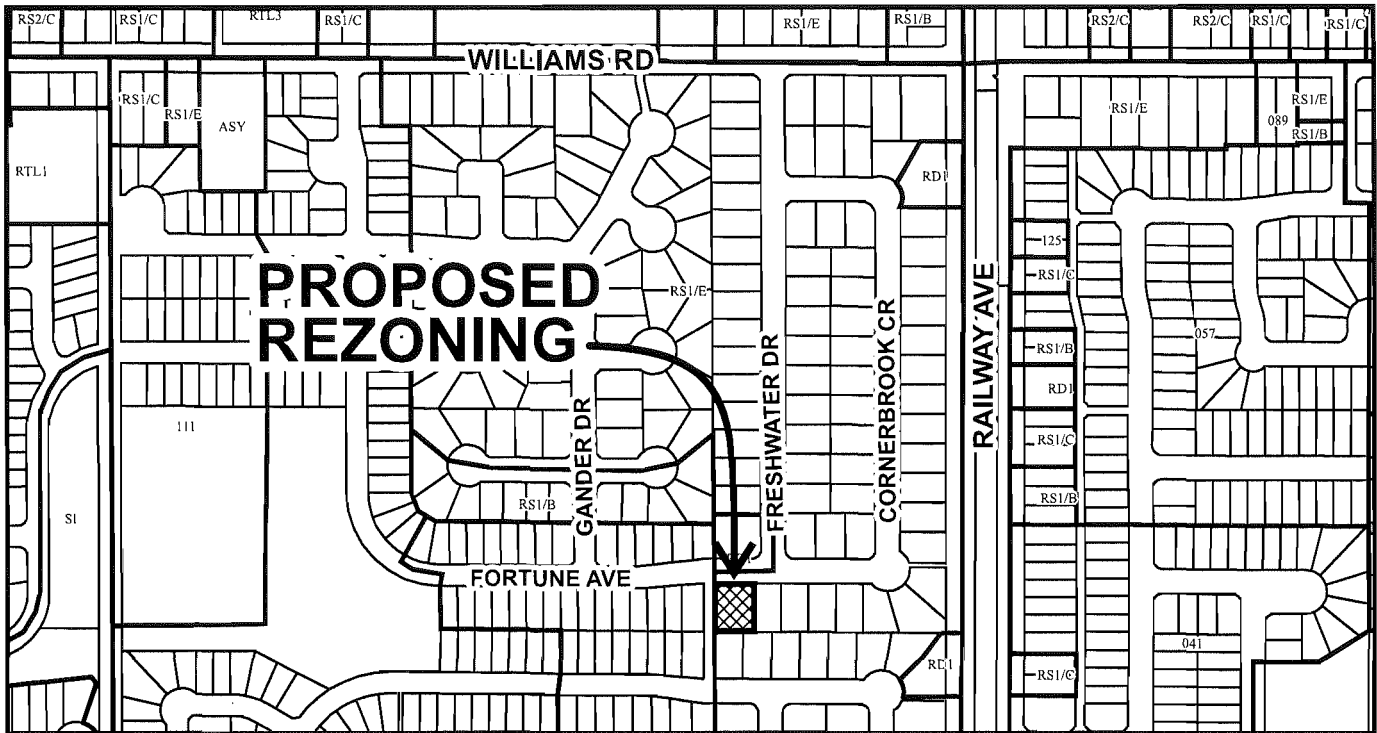 RS2/C RS1/C RTL3 RS1/C RS1/E RS1/B RS2/C RS2/C RS1/C RS1/C
WILLIAMS RD
RS1/C RS1/E ASY RS1/E 089 RS1/E
RS1/B
RTL1 RD1
125
RS1/C
PROPOSED
REZONING
RS1/E
057
RS1/B
RD1
RS1/C
RS1/B
111
S1
RS1/B
GANDER DR
FRESHWATER DR
CORNERBROOK CR
RAILWAY AVE
FORTUNE AVE
041
RD1
RS1/C